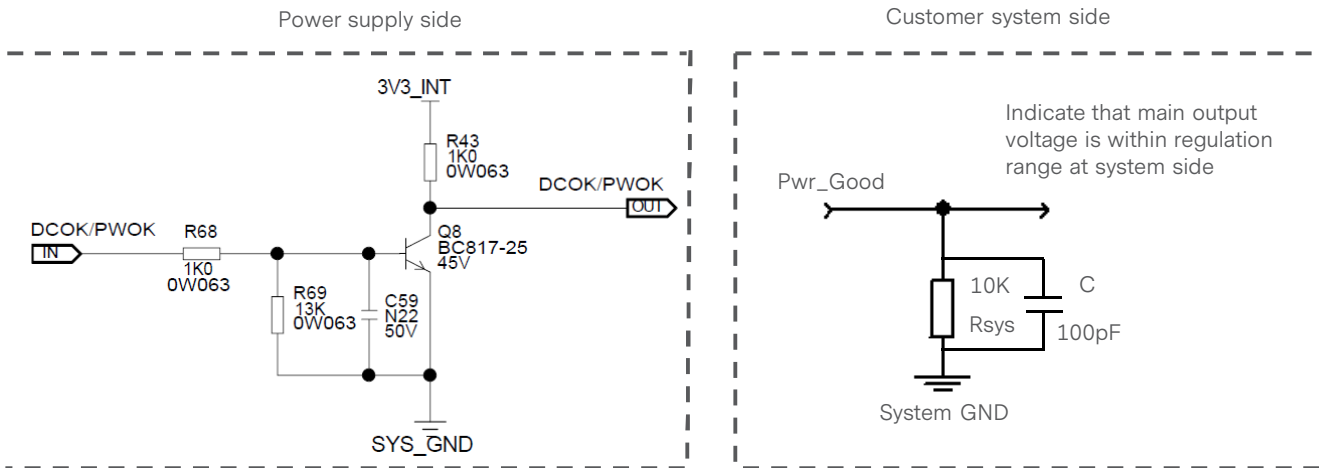 Power supply side
Customer system side
3V3_INT
R43
1K0
0W063
DCOK/PWOK
OUT
DCOK/PWOK
IN
R68
1K0
0W063
Q8
BC817-25
45V
R69
13K
0W063
C59
N22
50V
SYS_GND
Indicate that main output
voltage is within regulation
range at system side
Pwr_Good
10K
Rsys
C
100pF
System GND